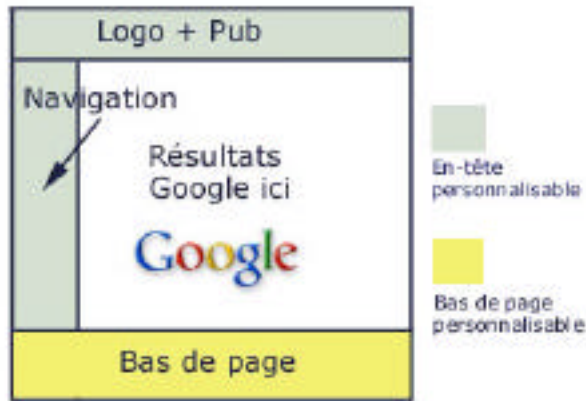 Logo + Pub
Navigation
Résultats
Google ici
Google
En-tête
personnalisable
Bas de page
personnalisable
Bas de page